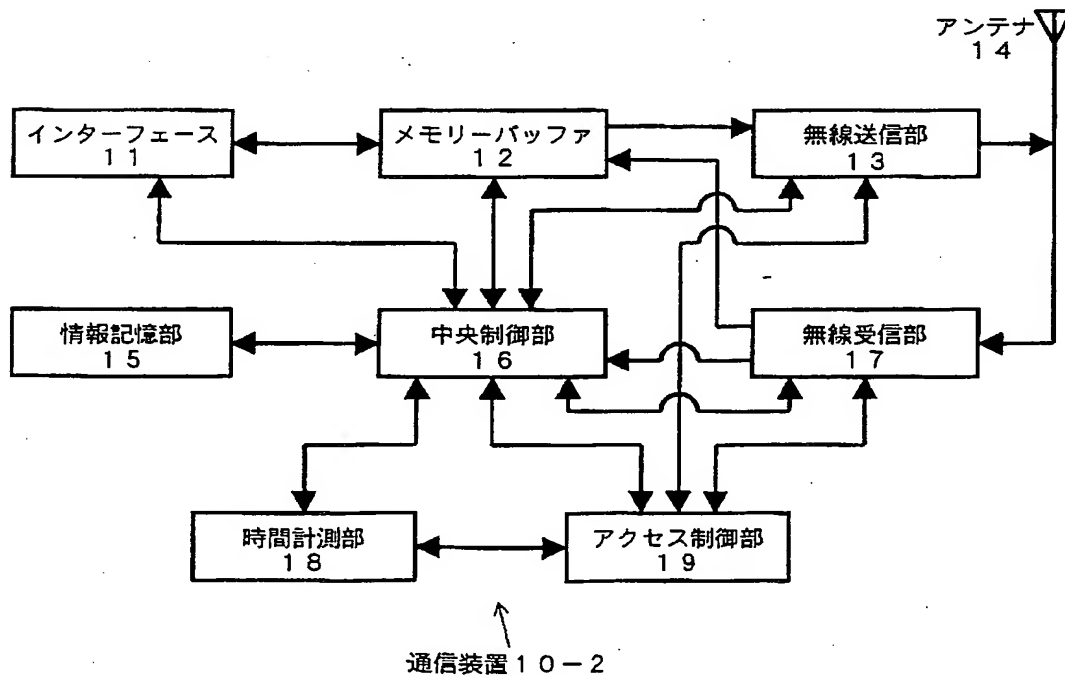 アンテナ
14
インターフェース
11
メモリーバッファ
12
無線送信部
13
情報記憶部
15
中央制御部
16
無線受信部
17
時間計測部
18
アクセス制御部
19
通信装置10-2